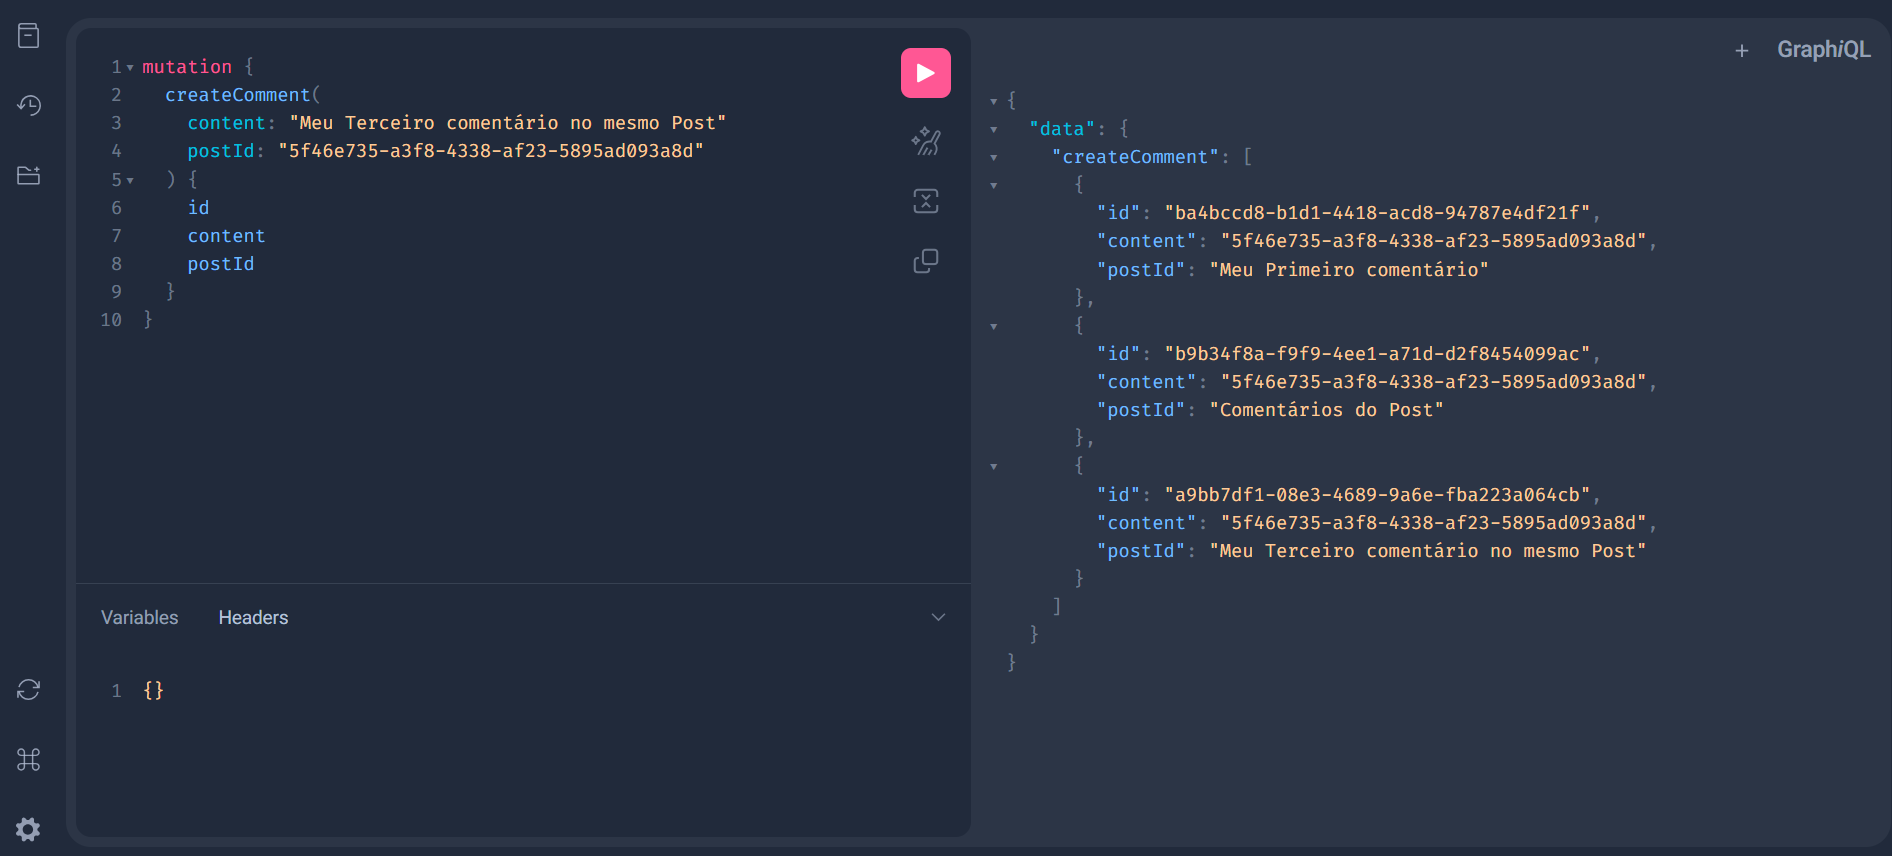 1 mutation {
2 createComment(
3 content: "Meu Terceiro comentário no mesmo Post"
4 postId: "5f46e735-a3f8-4338-af23-5895ad093a8d"
5 ) {
6 id
7 content
8 postId
9 }
10 }
Variables Headers
1 {}
+ GraphiQL
{
"data": {
"createComment": [
{
"id": "ba4bccd8-b1d1-4418-acd8-94787e4df21f",
"content": "5f46e735-a3f8-4338-af23-5895ad093a8d",
"postId": "Meu Primeiro comentário"
},
{
"id": "b9b34f8a-f9f9-4ee1-a71d-d2f8454099ac",
"content": "5f46e735-a3f8-4338-af23-5895ad093a8d",
"postId": "Comentários do Post"
},
{
"id": "a9bb7df1-08e3-4689-9a6e-fba223a064cb",
"content": "5f46e735-a3f8-4338-af23-5895ad093a8d",
"postId": "Meu Terceiro comentário no mesmo Post"
}
]
}
}